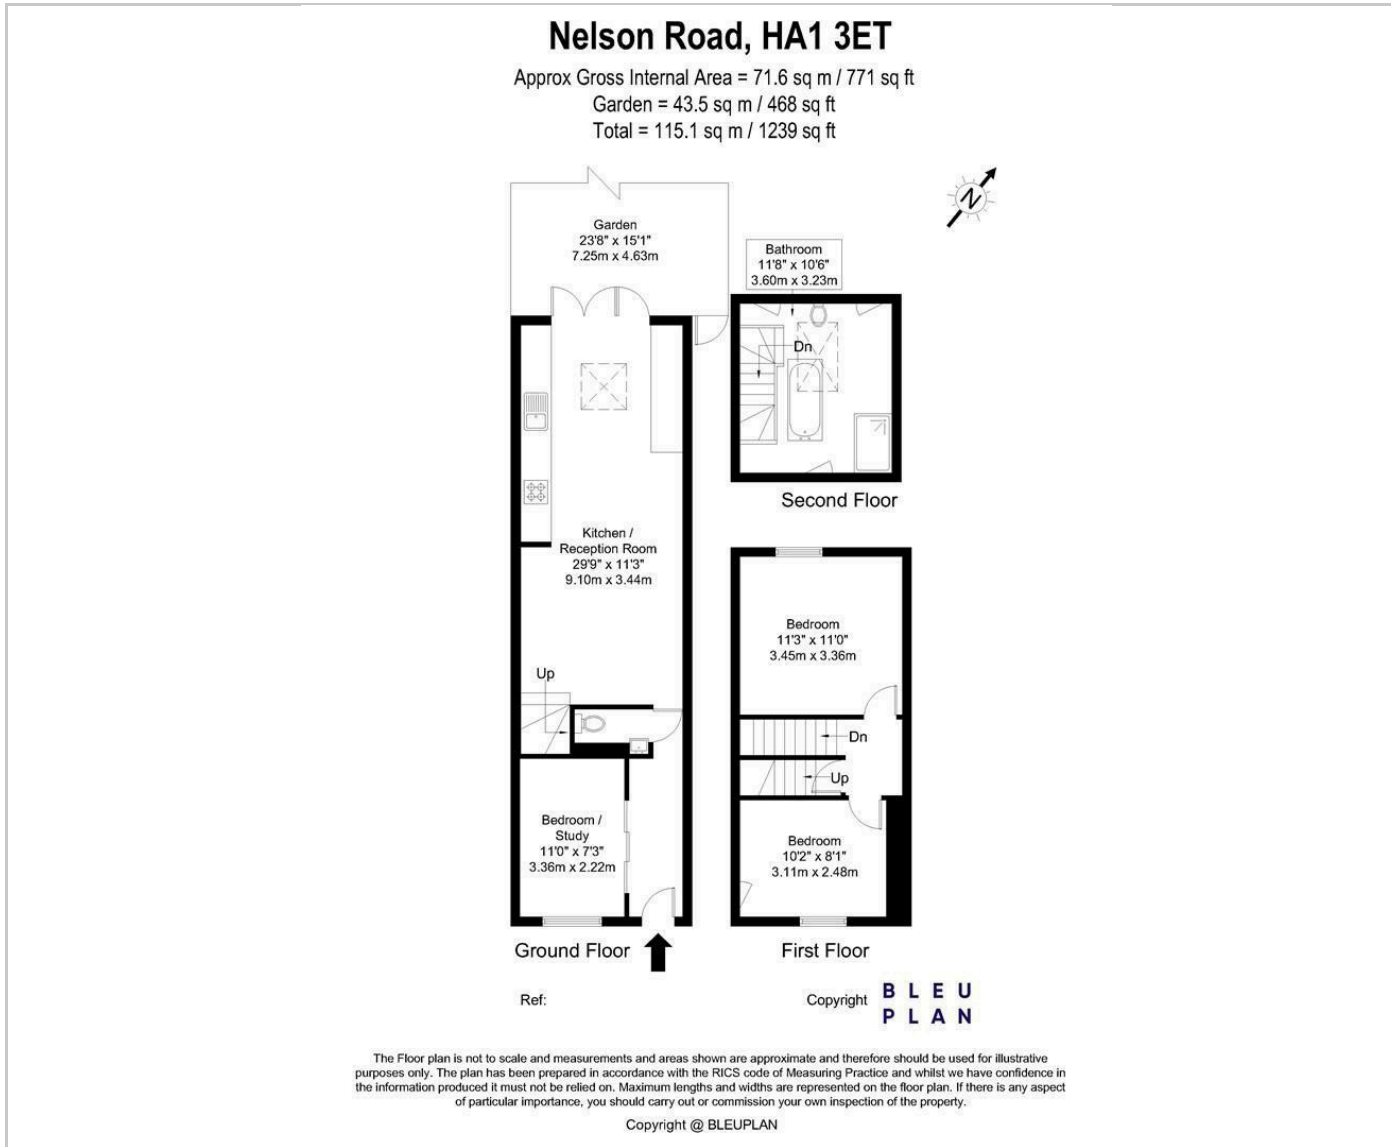 Nelson Road, HA1 3ET
Approx Gross Internal Area = 71.6 sq m / 771 sq ft
Garden = 43.5 sq m / 468 sq ft
Total = 115.1 sq m / 1239 sq ft
N
Garden
23'8" x 15'1"
7.25m x 4.63m
Bathroom
11'8" x 10'6"
3.60m x 3.23m
Dn
Second Floor
Kitchen /
Reception Room
29'9" x 11'3"
9.10m x 3.44m
Up
Bedroom /
Study
11'0" x 7'3"
3.36m x 2.22m
Ground Floor
Bedroom
11'3" x 11'0"
3.45m x 3.36m
Dn
Up
Bedroom
10'2" x 8'1"
3.11m x 2.48m
First Floor
Ref:
Copyright
BLEU
PLAN
The Floor plan is not to scale and measurements and areas shown are approximate and therefore should be used for illustrative
purposes only. The plan has been prepared in accordance with the RICS code of Measuring Practice and whilst we have confidence in
the information produced it must not be relied on. Maximum lengths and widths are represented on the floor plan. If there is any aspect
of particular importance, you should carry out or commission your own inspection of the property.
Copyright @ BLEUPLAN